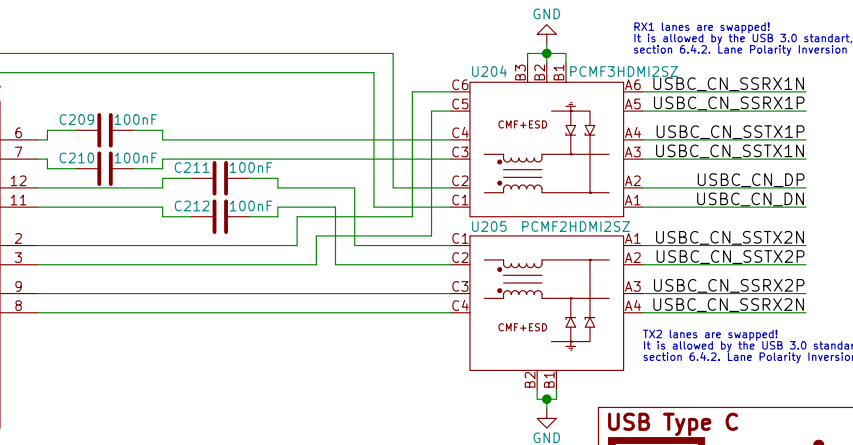 GND
RX1 lanes are swapped!
It is allowed by the USB 3.0 standart,
section 6.4.2. Lane Polarity Inversion
B3
B2
B1
U204
PCMF3HDMI2SZ
C6
A6
USBC_CN_SSRX1N
C5
A5
USBC_CN_SSRX1P
C209
100nF
CMF+ESD
6
C4
A4
USBC_CN_SSTX1P
7
C210
100nF
C3
A3
USBC_CN_SSTX1N
C211
100nF
12
C2
A2
USBC_CN_DP
11
C212
100nF
C1
A1
USBC_CN_DN
U205
PCMF2HDMI2SZ
2
C1
A1
USBC_CN_SSTX2N
3
C2
A2
USBC_CN_SSTX2P
9
C3
A3
USBC_CN_SSRX2P
8
C4
A4
USBC_CN_SSRX2N
CMF+ESD
TX2 lanes are swapped!
It is allowed by the USB 3.0 standar
section 6.4.2. Lane Polarity Inversion
B2
B1
GND
USB Type C